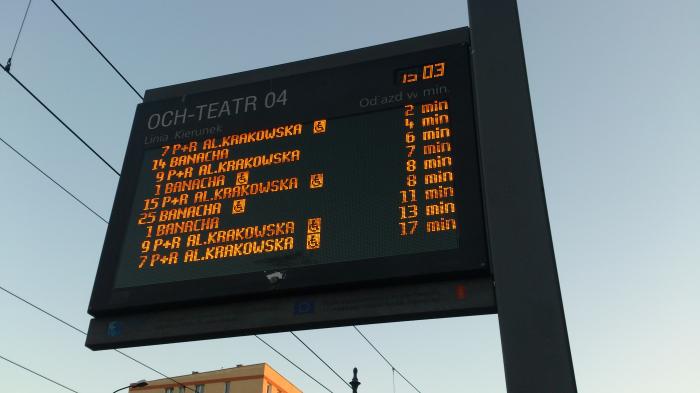 OCH-TEATR 04 03
Linia Kierunek Odjazd w min.
7 P+R AL.KRAKOWSKA 2 min
14 BANACHA 4 min
9 P+R AL.KRAKOWSKA 6 min
1 BANACHA 7 min
15 P+R AL.KRAKOWSKA 8 min
25 BANACHA 8 min
1 BANACHA 11 min
9 P+R AL.KRAKOWSKA 13 min
7 P+R AL.KRAKOWSKA 17 min